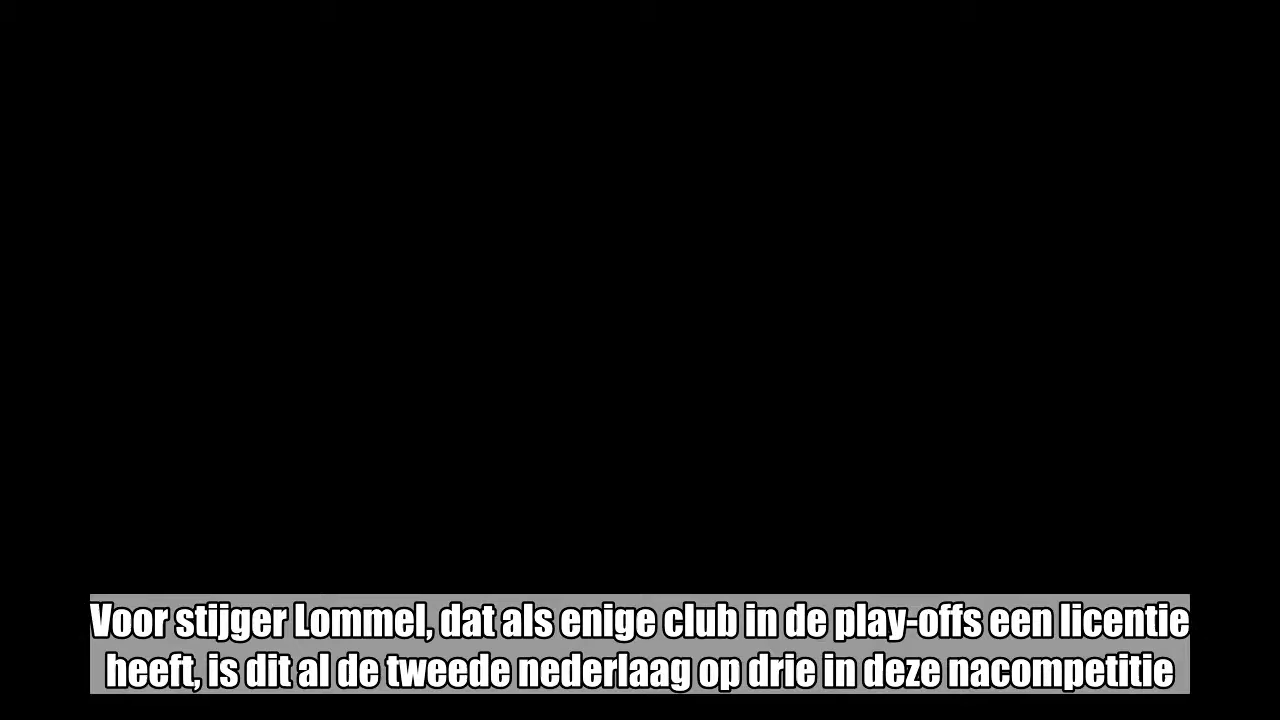 Voor stijger Lommel, dat als enige club in de play-offs een licentie
heeft, is dit al de tweede nederlaag op drie in deze nacompetitie